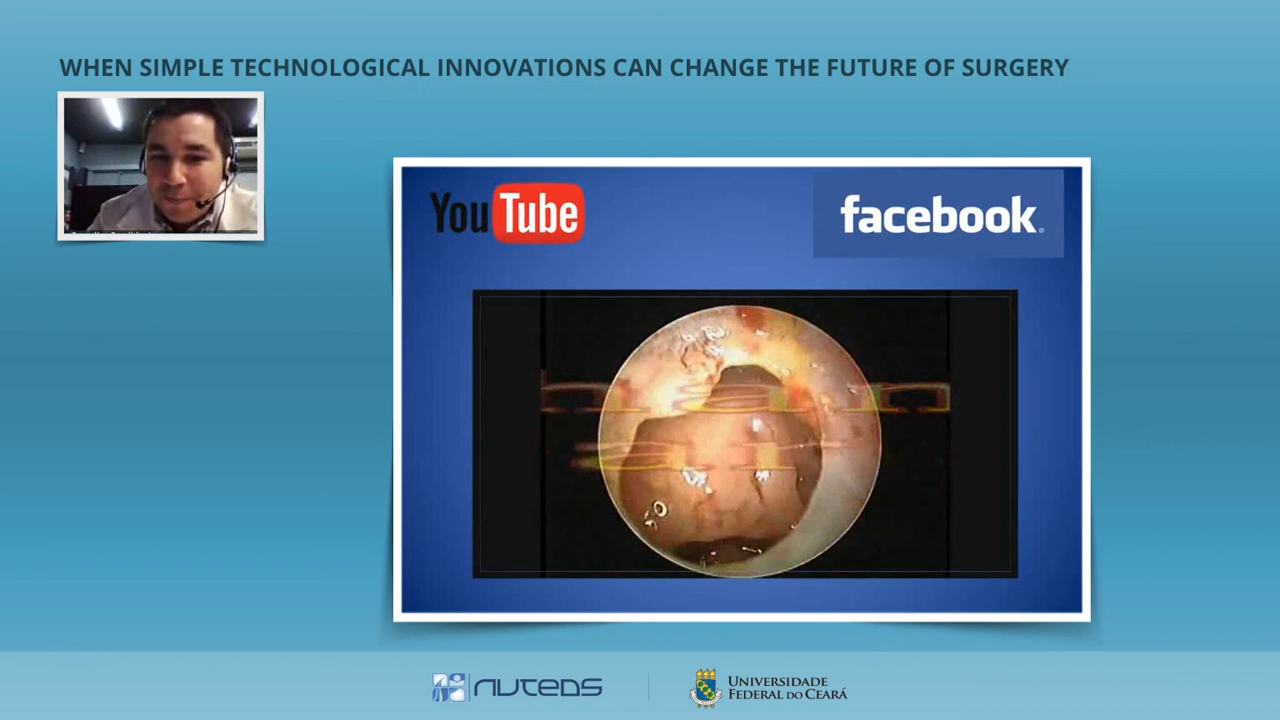 WHEN SIMPLE TECHNOLOGICAL INNOVATIONS CAN CHANGE THE FUTURE OF SURGERY
YouTube
facebook®
NUTEDS
UNIVERSIDADE
FEDERAL DO CEARÁ